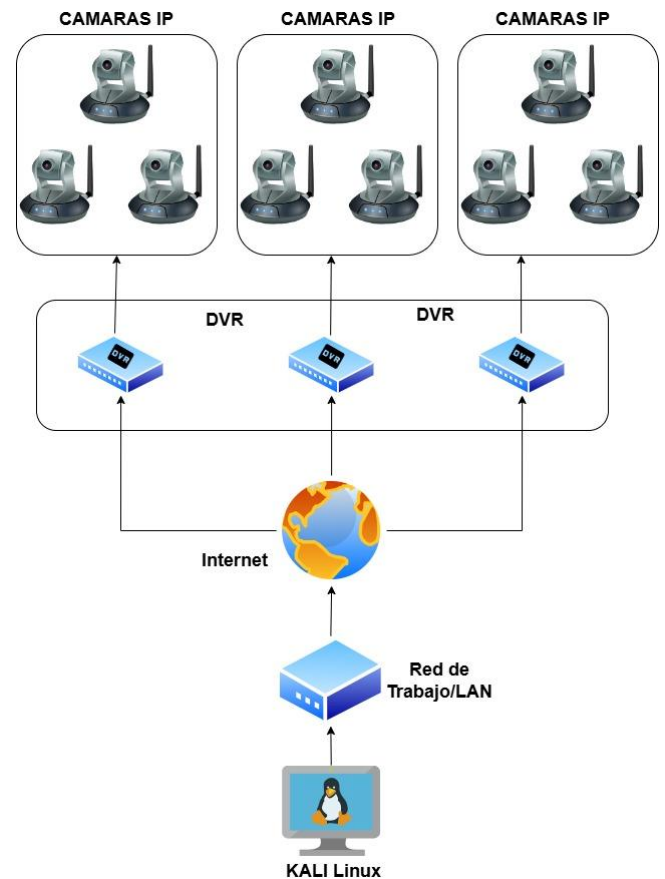 CAMARAS IP
CAMARAS IP
CAMARAS IP
DVR
DVR
DVR
DVR
DVR
Internet
Red de
Trabajo/LAN
KALI Linux